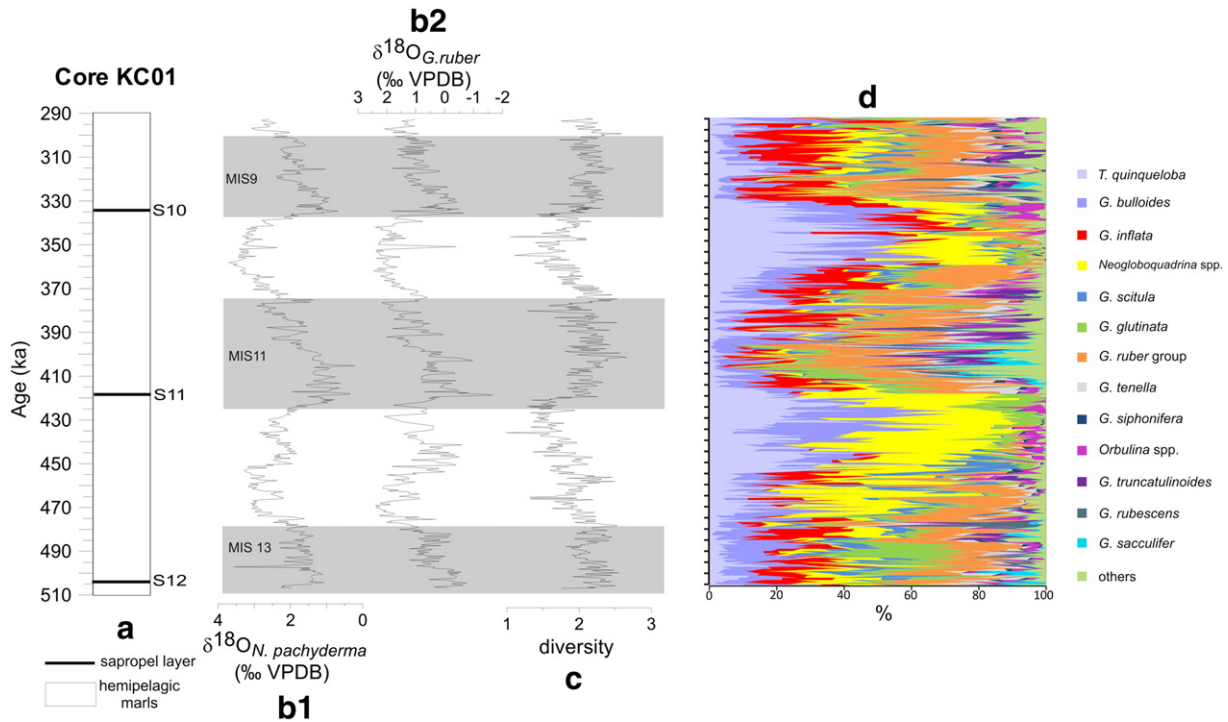 b2
δ18O G.ruber
(‰ VPDB)
3 2 1 0 -1 -2
Core KC01
290
310
330
350
370
390
410
430
450
470
490
510
Age (ka)
S10
S11
S12
a
sapropel layer
hemipelagic
marls
MIS9
MIS11
MIS 13
4 2 0
δ18O N. pachyderma
(‰ VPDB)
b1
1 2 3
diversity
c
d
0 20 40 60 80 100
%
T. quinqueloba
G. bulloides
G. inflata
Neogloboquadrina spp.
G. scitula
G. glutinata
G. ruber group
G. tenella
G. siphonifera
Orbulina spp.
G. truncatulinoides
G. rubescens
G. sacculifer
others